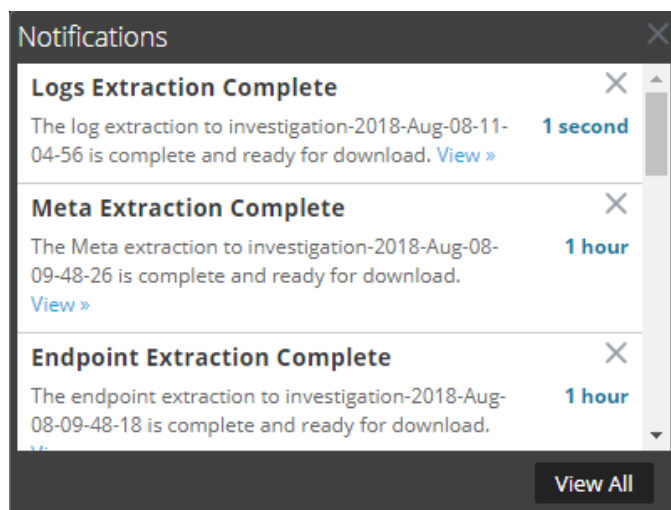 Notifications
Logs Extraction Complete
The log extraction to investigation-2018-Aug-08-11-
1 second
04-56 is complete and ready for download. View »
Meta Extraction Complete
The Meta extraction to investigation-2018-Aug-08-
1 hour
09-48-26 is complete and ready for download.
View »
Endpoint Extraction Complete
The endpoint extraction to investigation-2018-Aug-
1 hour
08-09-48-18 is complete and ready for download.
View All